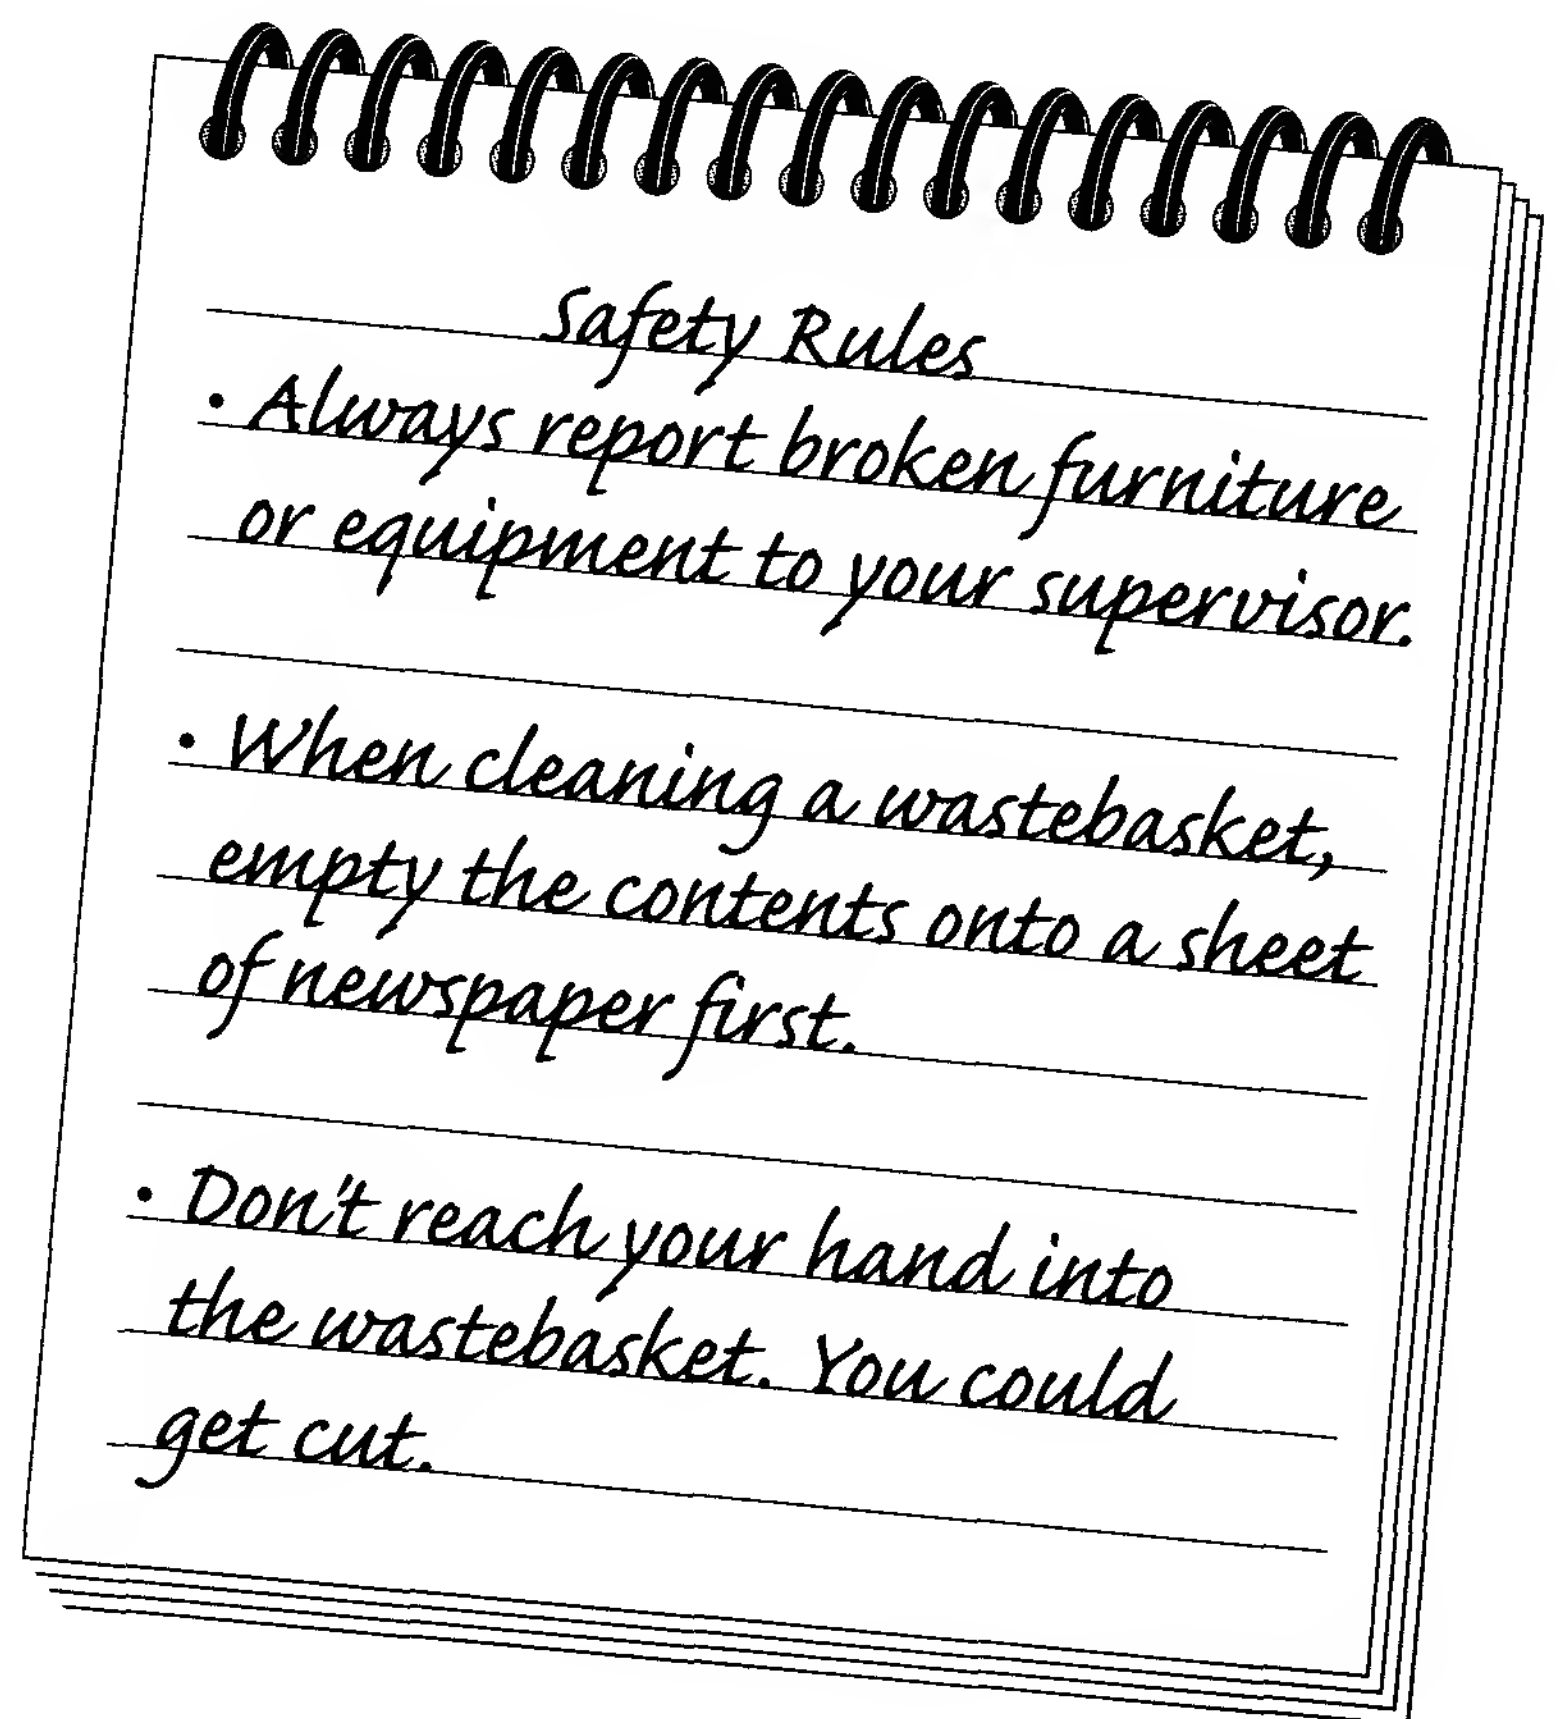 Safety Rules
• Always report broken furniture
or equipment to your supervisor.
• When cleaning a wastebasket,
empty the contents onto a sheet
of newspaper first.
• Don't reach your hand into
the wastebasket. You could
get cut.